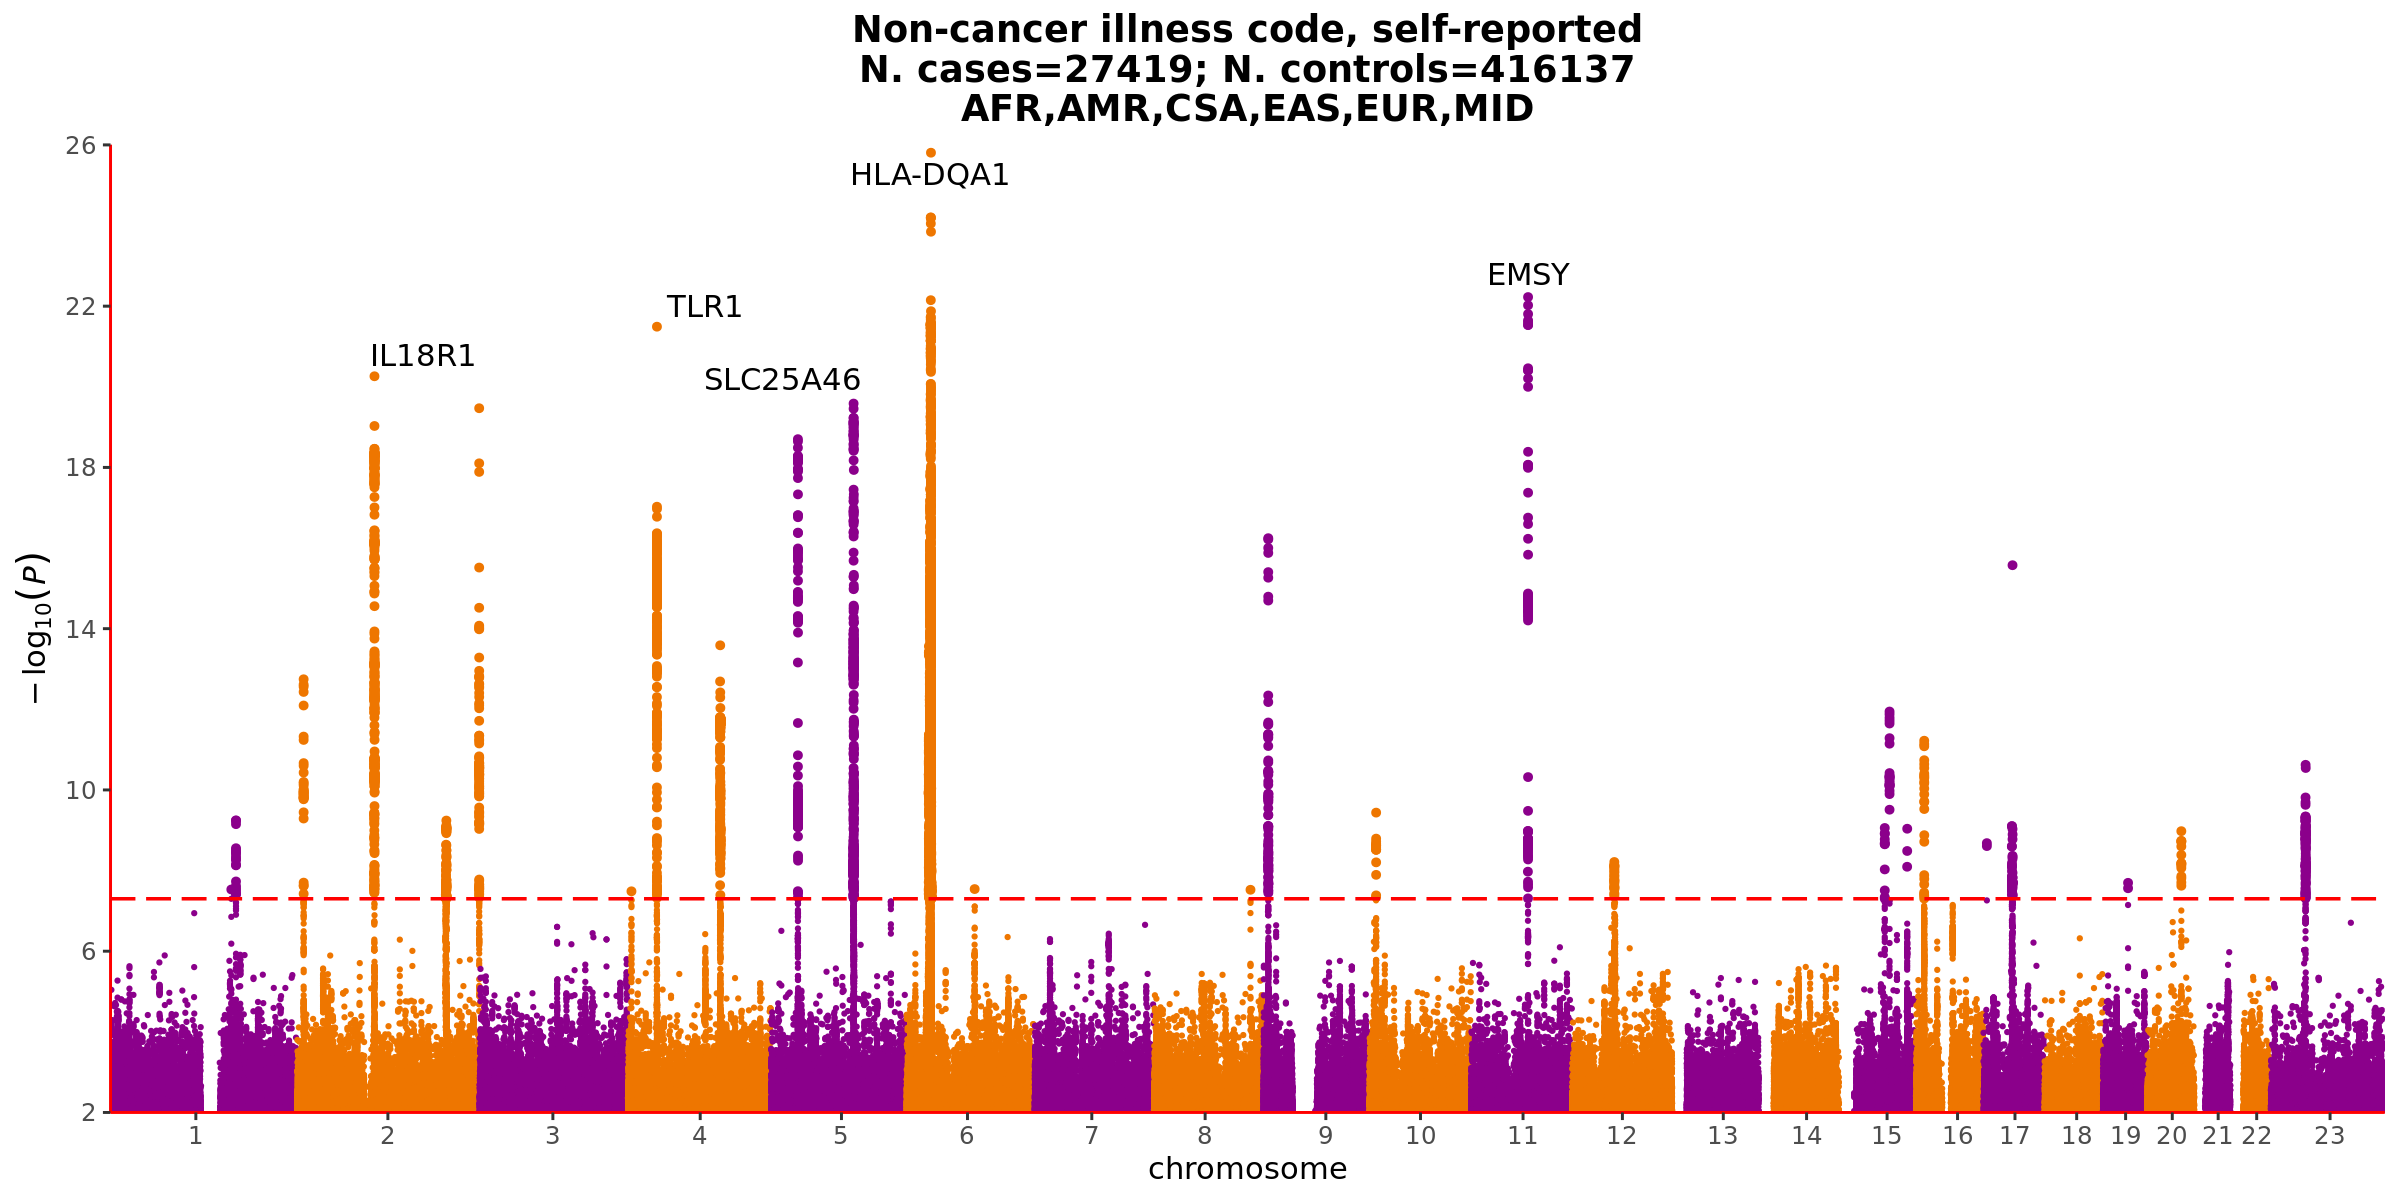 Non-cancer illness code, self-reported
N. cases=27419; N. controls=416137
AFR,AMR,CSA,EAS,EUR,MID
26
HLA-DQA1
EMSY
22
TLR1
IL18R1
SLC25A46
18
14
10
6
2
−log10(P)
1 2 3 4 5 6 7 8 9 10 11 12 13 14 15 16 17 18 19 20 21 22 23
chromosome